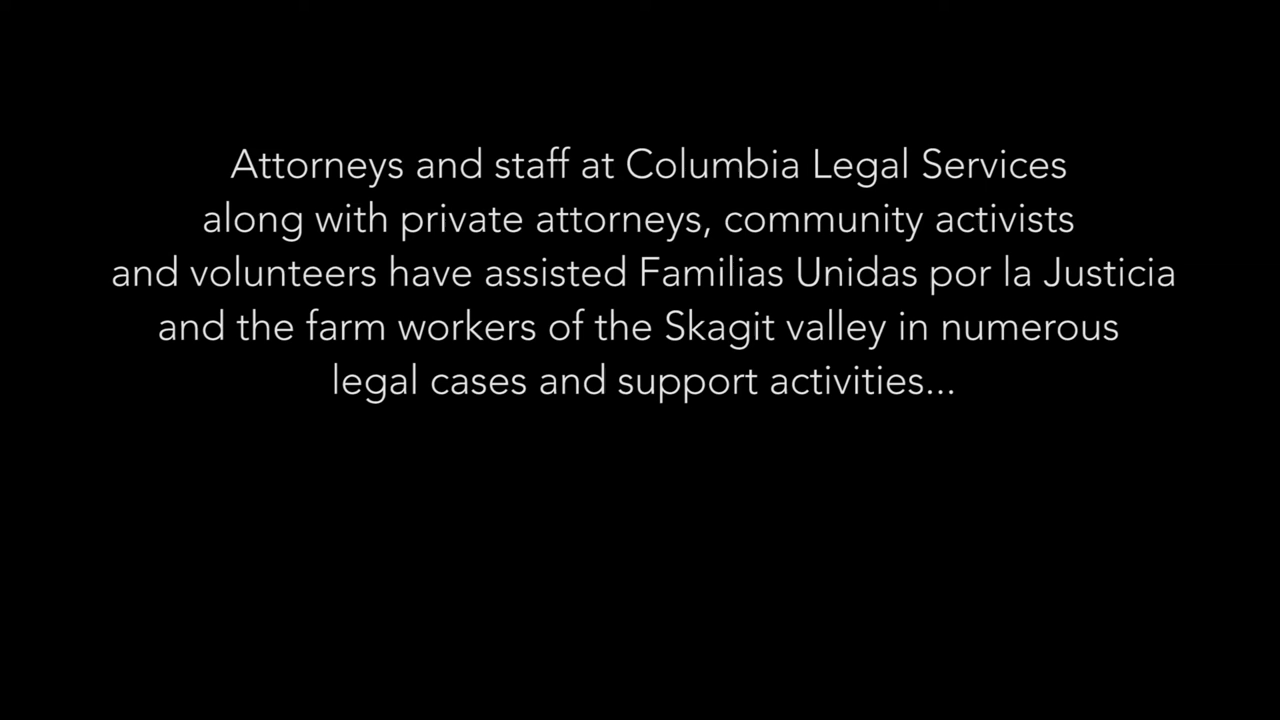 Attorneys and staff at Columbia Legal Services
along with private attorneys, community activists
and volunteers have assisted Familias Unidas por la Justicia
and the farm workers of the Skagit valley in numerous
legal cases and support activities...